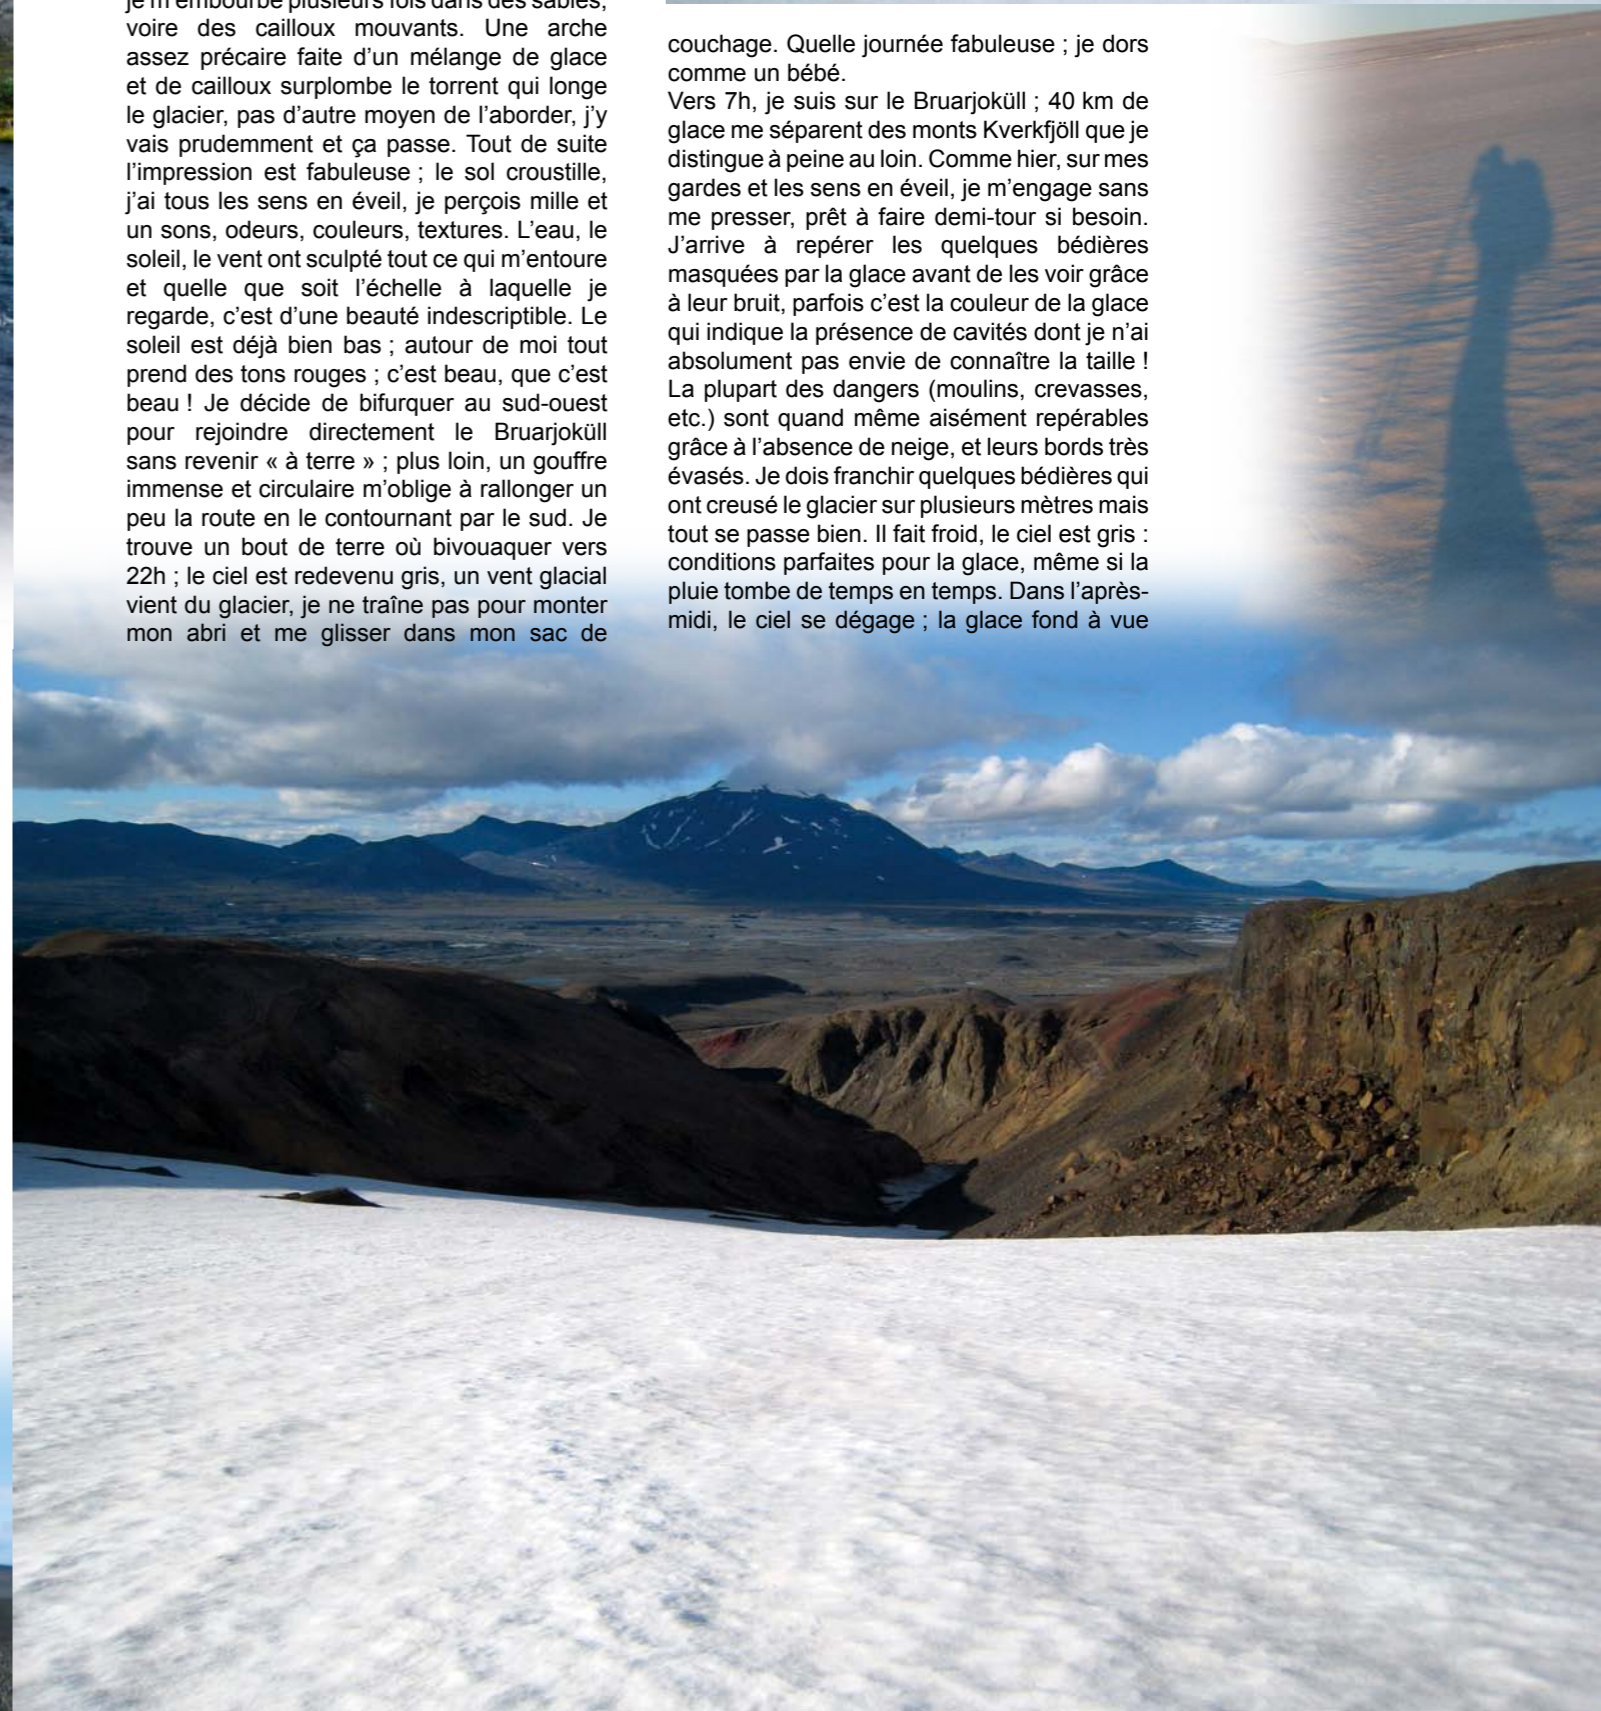 je m’embourbe plusieurs fois dans des sables,
voire des cailloux mouvants. Une arche
assez précaire faite d’un mélange de glace
et de cailloux surplombe le torrent qui longe
le glacier, pas d’autre moyen de l’aborder, j’y
vais prudemment et ça passe. Tout de suite
l’impression est fabuleuse ; le sol croustille,
j’ai tous les sens en éveil, je perçois mille et
un sons, odeurs, couleurs, textures. L’eau, le
soleil, le vent ont sculpté tout ce qui m’entoure
et quelle que soit l’échelle à laquelle je
regarde, c’est d’une beauté indescriptible. Le
soleil est déjà bien bas ; autour de moi tout
prend des tons rouges ; c’est beau, que c’est
beau ! Je décide de bifurquer au sud-ouest
pour rejoindre directement le Bruarjoküll
sans revenir « à terre » ; plus loin, un gouffre
immense et circulaire m’oblige à rallonger un
peu la route en le contournant par le sud. Je
trouve un bout de terre où bivouaquer vers
22h ; le ciel est redevenu gris, un vent glacial
vient du glacier, je ne traîne pas pour monter
mon abri et me glisser dans mon sac de
couchage. Quelle journée fabuleuse ; je dors
comme un bébé.
Vers 7h, je suis sur le Bruarjoküll ; 40 km de
glace me séparent des monts Kverkfjöll que je
distingue à peine au loin. Comme hier, sur mes
gardes et les sens en éveil, je m’engage sans
me presser, prêt à faire demi-tour si besoin.
J’arrive à repérer les quelques bédières
masquées par la glace avant de les voir grâce
à leur bruit, parfois c’est la couleur de la glace
qui indique la présence de cavités dont je n’ai
absolument pas envie de connaître la taille !
La plupart des dangers (moulins, crevasses,
etc.) sont quand même aisément repérables
grâce à l’absence de neige, et leurs bords très
évasés. Je dois franchir quelques bédières qui
ont creusé le glacier sur plusieurs mètres mais
tout se passe bien. Il fait froid, le ciel est gris :
conditions parfaites pour la glace, même si la
pluie tombe de temps en temps. Dans l’après-
midi, le ciel se dégage ; la glace fond à vue